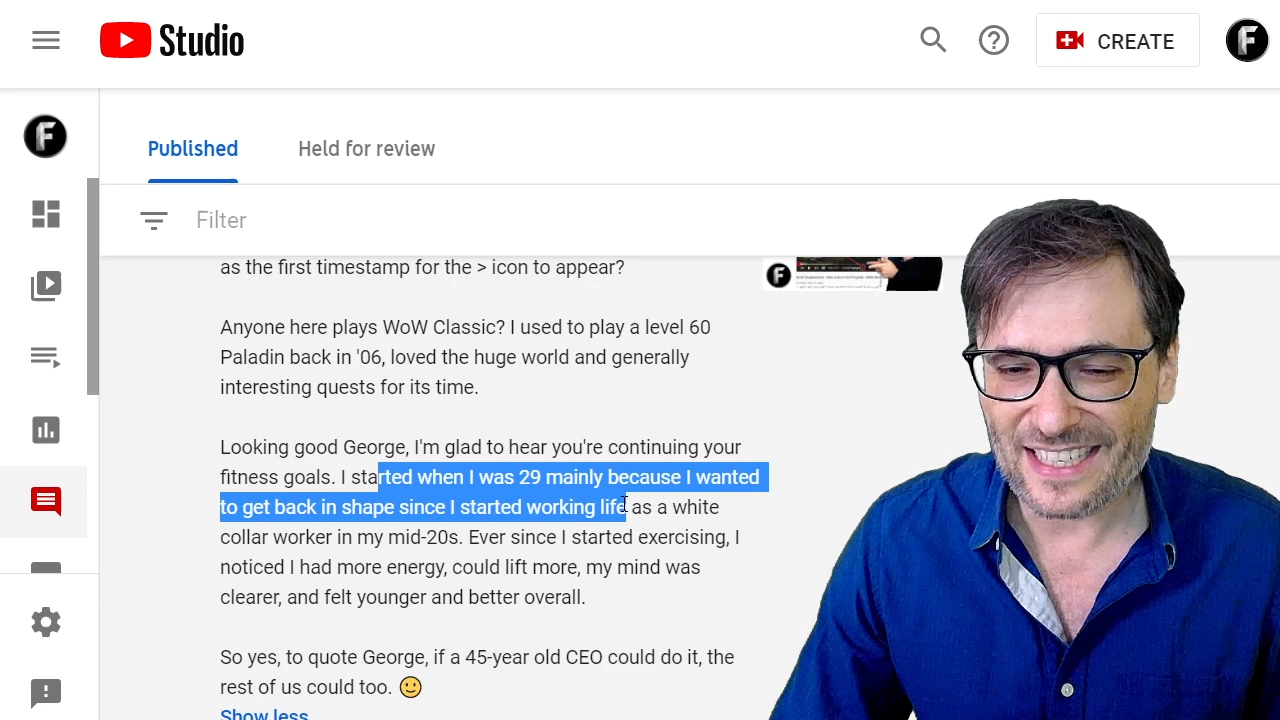 Studio
CREATE
F
F
Published
Held for review
Filter
as the first timestamp for the > icon to appear?
F
Anyone here plays WoW Classic? I used to play a level 60
Paladin back in '06, loved the huge world and generally
interesting quests for its time.
Looking good George, I'm glad to hear you're continuing your
fitness goals. I started when I was 29 mainly because I wanted
to get back in shape since I started working life as a white
collar worker in my mid-20s. Ever since I started exercising, I
noticed I had more energy, could lift more, my mind was
clearer, and felt younger and better overall.
So yes, to quote George, if a 45-year old CEO could do it, the
rest of us could too. 🙂
Show less